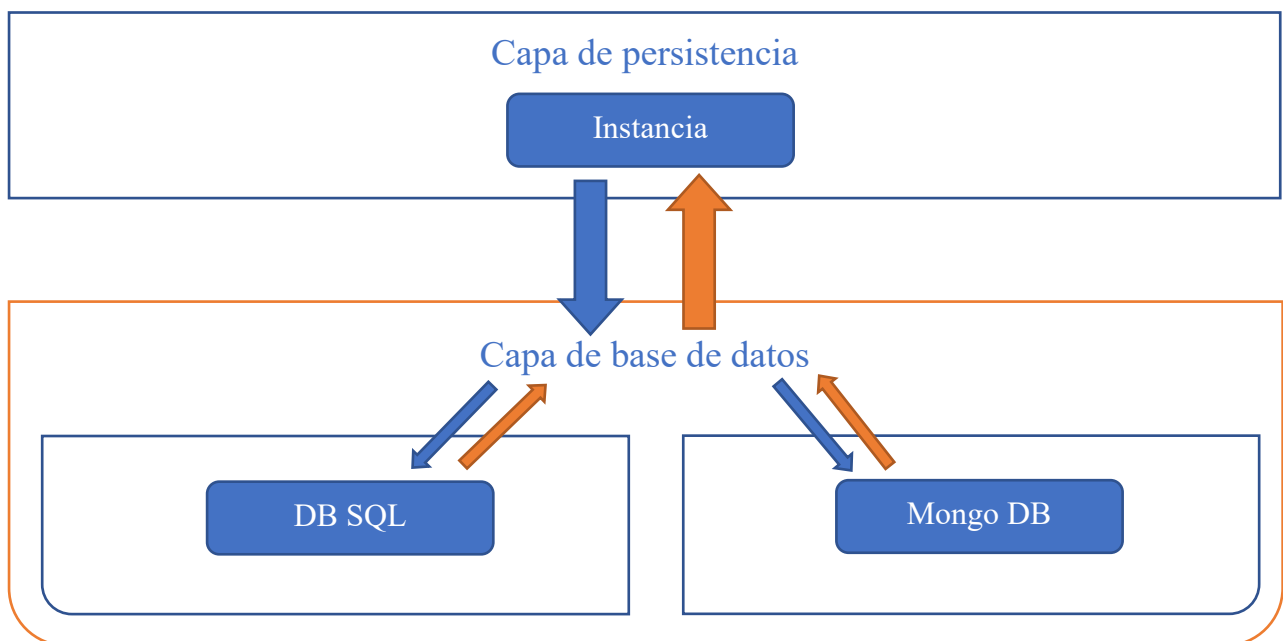 Capa de persistencia
Instancia
Capa de base de datos
DB SQL
Mongo DB